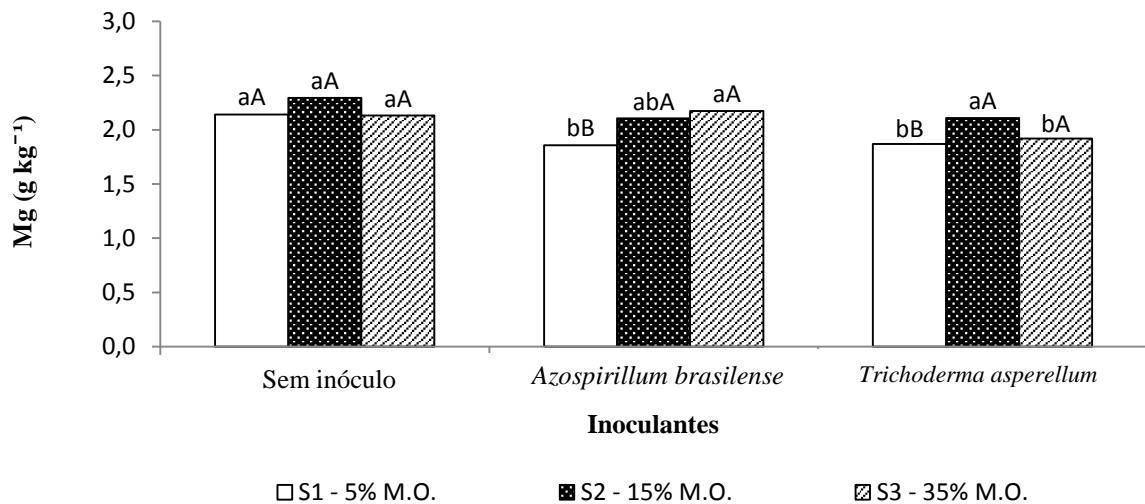 3,0
2,5
2,0
1,5
1,0
0,5
0,0
Mg (g kg⁻¹)
aA aA aA bB abA aA bB aA bA
Sem inóculo Azospirillum brasilense Trichoderma asperellum
Inoculantes
S1 - 5% M.O. S2 - 15% M.O. S3 - 35% M.O.